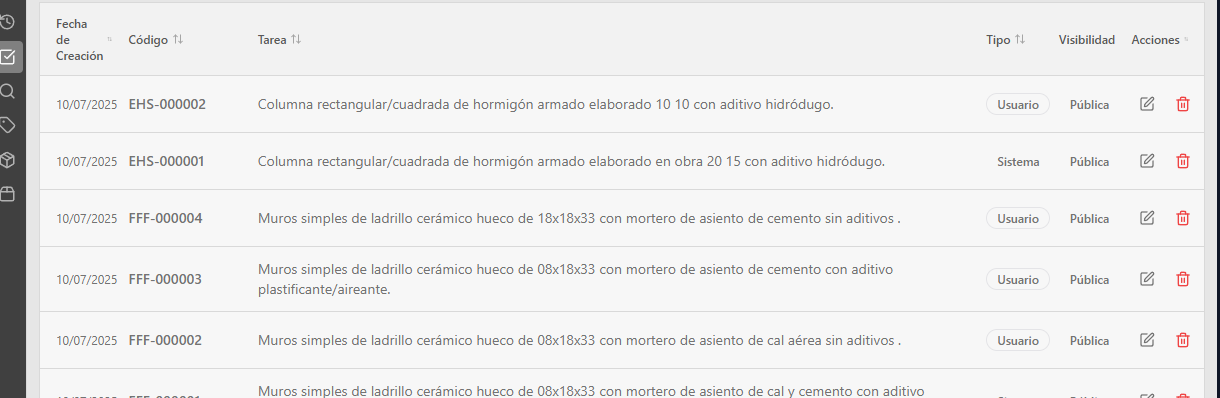 Fecha de Creación Código Tarea Tipo Visibilidad Acciones
10/07/2025 EHS-000002 Columna rectangular/cuadrada de hormigón armado elaborado 10 10 con aditivo hidródugo. Usuario Pública
10/07/2025 EHS-000001 Columna rectangular/cuadrada de hormigón armado elaborado en obra 20 15 con aditivo hidródugo. Sistema Pública
10/07/2025 FFF-000004 Muros simples de ladrillo cerámico hueco de 18x18x33 con mortero de asiento de cemento sin aditivos . Usuario Pública
10/07/2025 FFF-000003 Muros simples de ladrillo cerámico hueco de 08x18x33 con mortero de asiento de cemento con aditivo
plastificante/aireante. Usuario Pública
10/07/2025 FFF-000002 Muros simples de ladrillo cerámico hueco de 08x18x33 con mortero de asiento de cal aérea sin aditivos . Usuario Pública
Muros simples de ladrillo cerámico hueco de 08x18x33 con mortero de asiento de cal y cemento con aditivo